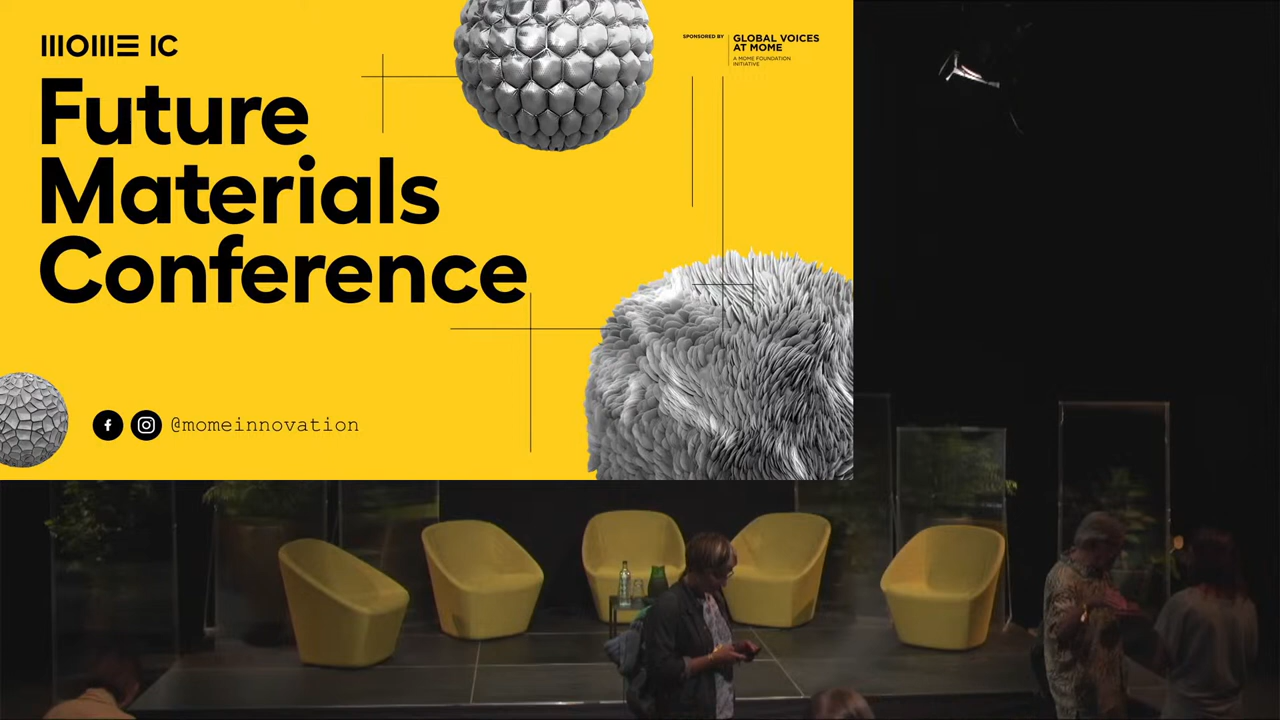 MOME IC
SPONSORED BY
GLOBAL VOICES
AT MOME
A MOME FOUNDATION
INITIATIVE
Future
Materials
Conference
@momeinnovation